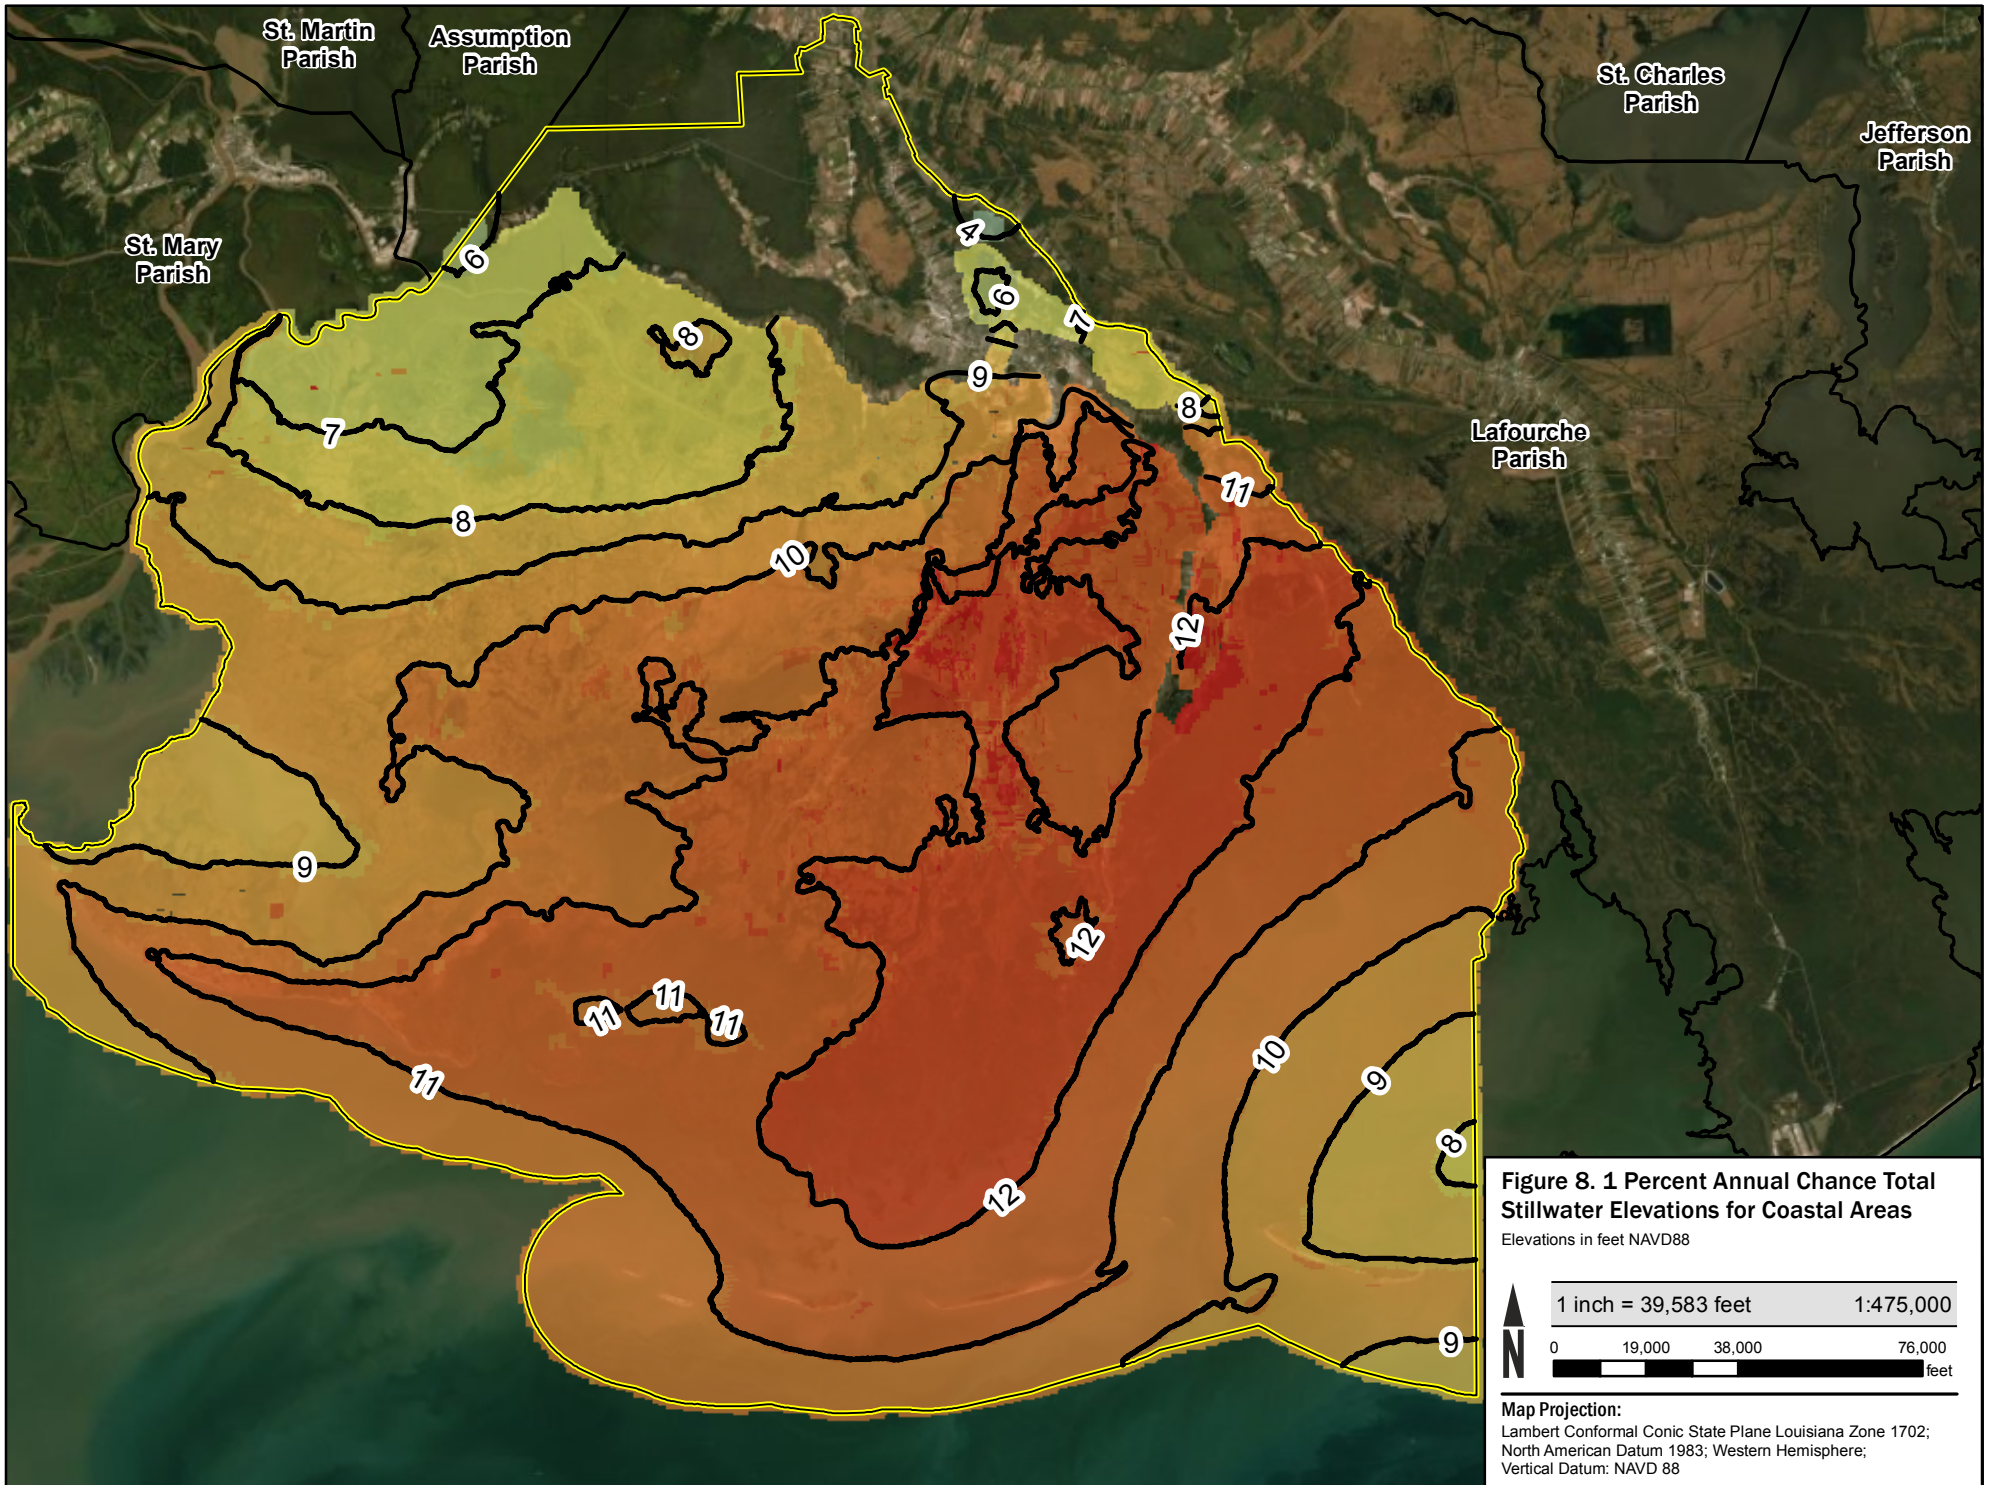 St. Martin
Parish
Assumption
Parish
St. Charles
Parish
Jefferson
Parish
St. Mary
Parish
Lafourche
Parish
6
4
6
7
8
9
8
7
8
11
10
12
9
12
11
11
11
11
10
9
8
12
9
Figure 8. 1 Percent Annual Chance Total
Stillwater Elevations for Coastal Areas
Elevations in feet NAVD88
1 inch = 39,583 feet 1:475,000
0 19,000 38,000 76,000
feet
N
Map Projection:
Lambert Conformal Conic State Plane Louisiana Zone 1702;
North American Datum 1983; Western Hemisphere;
Vertical Datum: NAVD 88